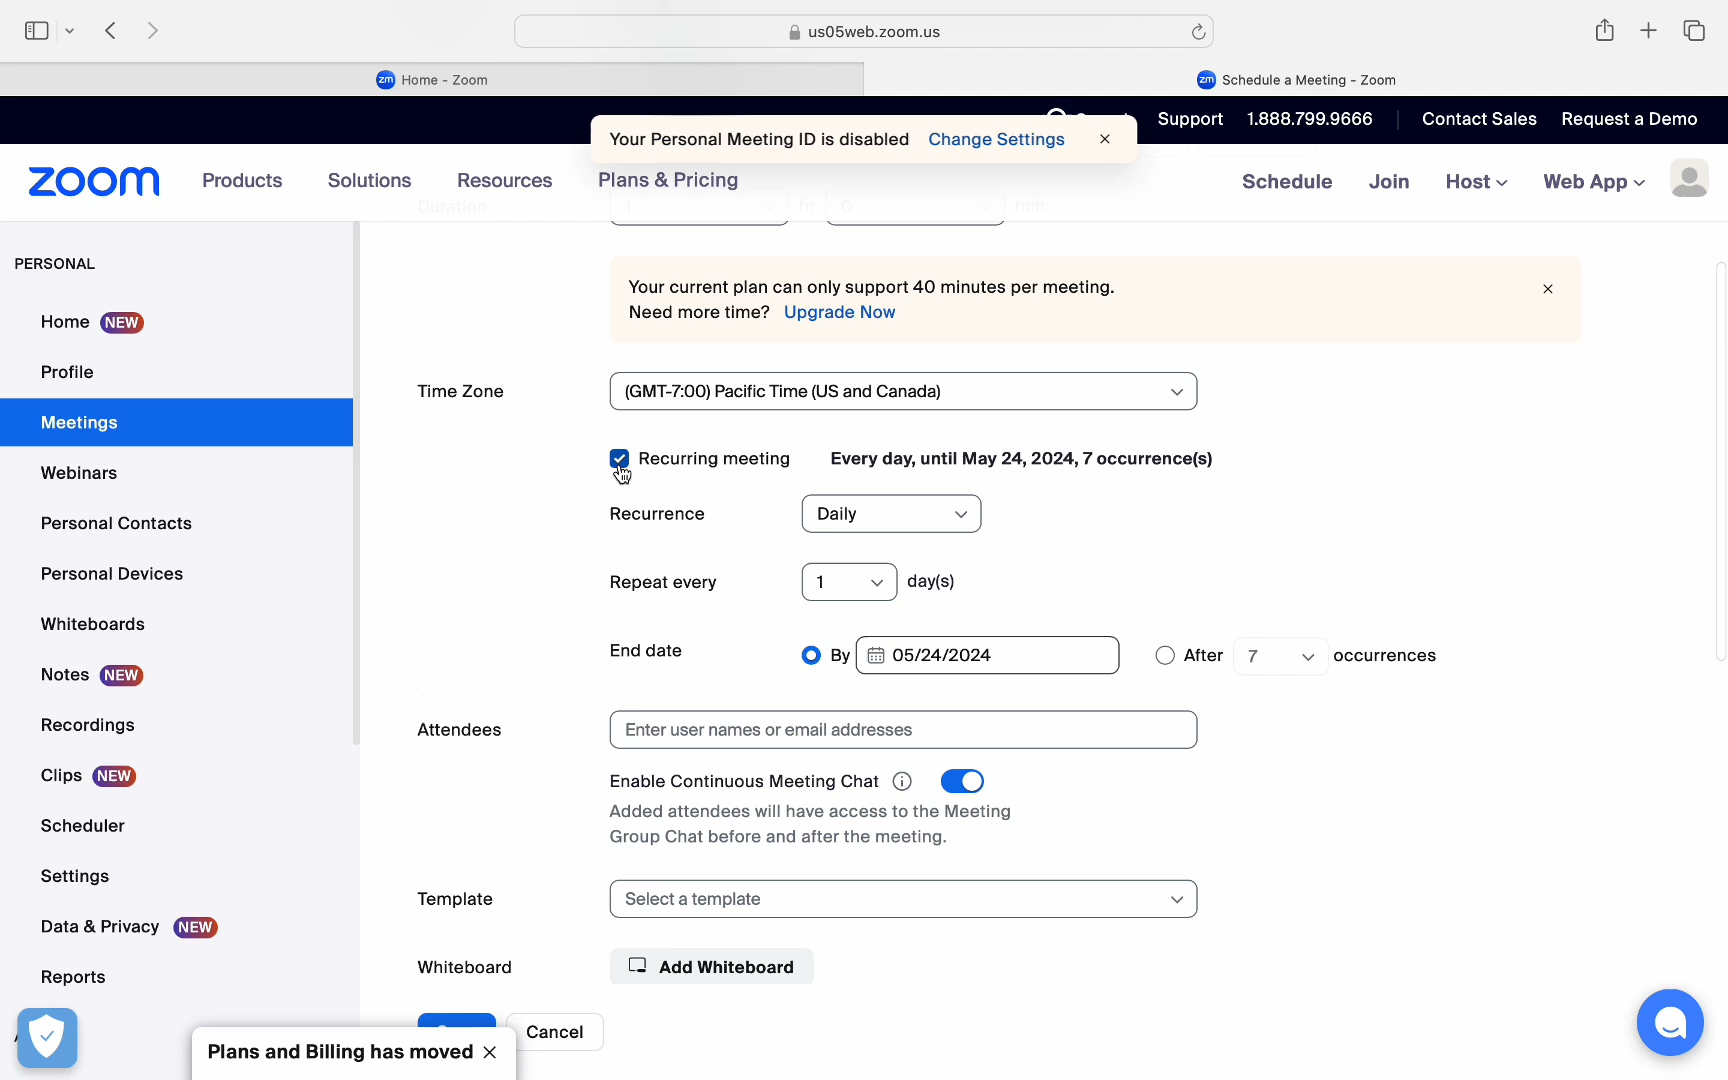 us05web.zoom.us
zm Home - Zoom
zm Schedule a Meeting - Zoom
Support 1.888.799.9666 Contact Sales Request a Demo
Your Personal Meeting ID is disabled Change Settings
zoom Products Solutions Resources Plans & Pricing Schedule Join Host Web App
Duration 1 hr 0 min
PERSONAL
Home NEW
Profile
Meetings
Webinars
Personal Contacts
Personal Devices
Whiteboards
Notes NEW
Recordings
Clips NEW
Scheduler
Settings
Data & Privacy NEW
Reports
Your current plan can only support 40 minutes per meeting.
Need more time? Upgrade Now
Time Zone (GMT-7:00) Pacific Time (US and Canada)
Recurring meeting Every day, until May 24, 2024, 7 occurrence(s)
Recurrence Daily
Repeat every 1 day(s)
End date By 05/24/2024 After 7 occurrences
Attendees Enter user names or email addresses
Enable Continuous Meeting Chat
Added attendees will have access to the Meeting
Group Chat before and after the meeting.
Template Select a template
Whiteboard Add Whiteboard
Cancel
Plans and Billing has moved